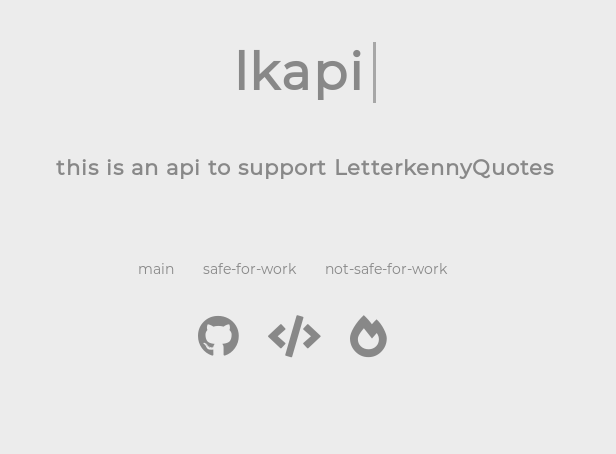 lkapi
this is an api to support LetterkennyQuotes
main safe-for-work not-safe-for-work